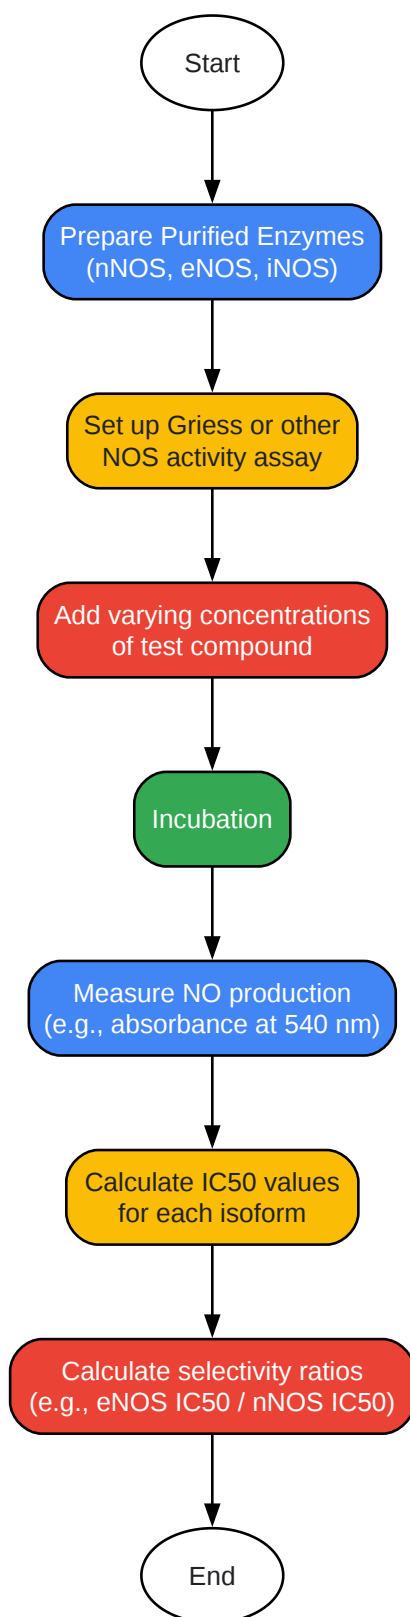 Start
Prepare Purified Enzymes
(nNOS, eNOS, iNOS)
Set up Griess or other
NOS activity assay
Add varying concentrations
of test compound
Incubation
Measure NO production
(e.g., absorbance at 540 nm)
Calculate IC50 values
for each isoform
Calculate selectivity ratios
(e.g., eNOS IC50 / nNOS IC50)
End